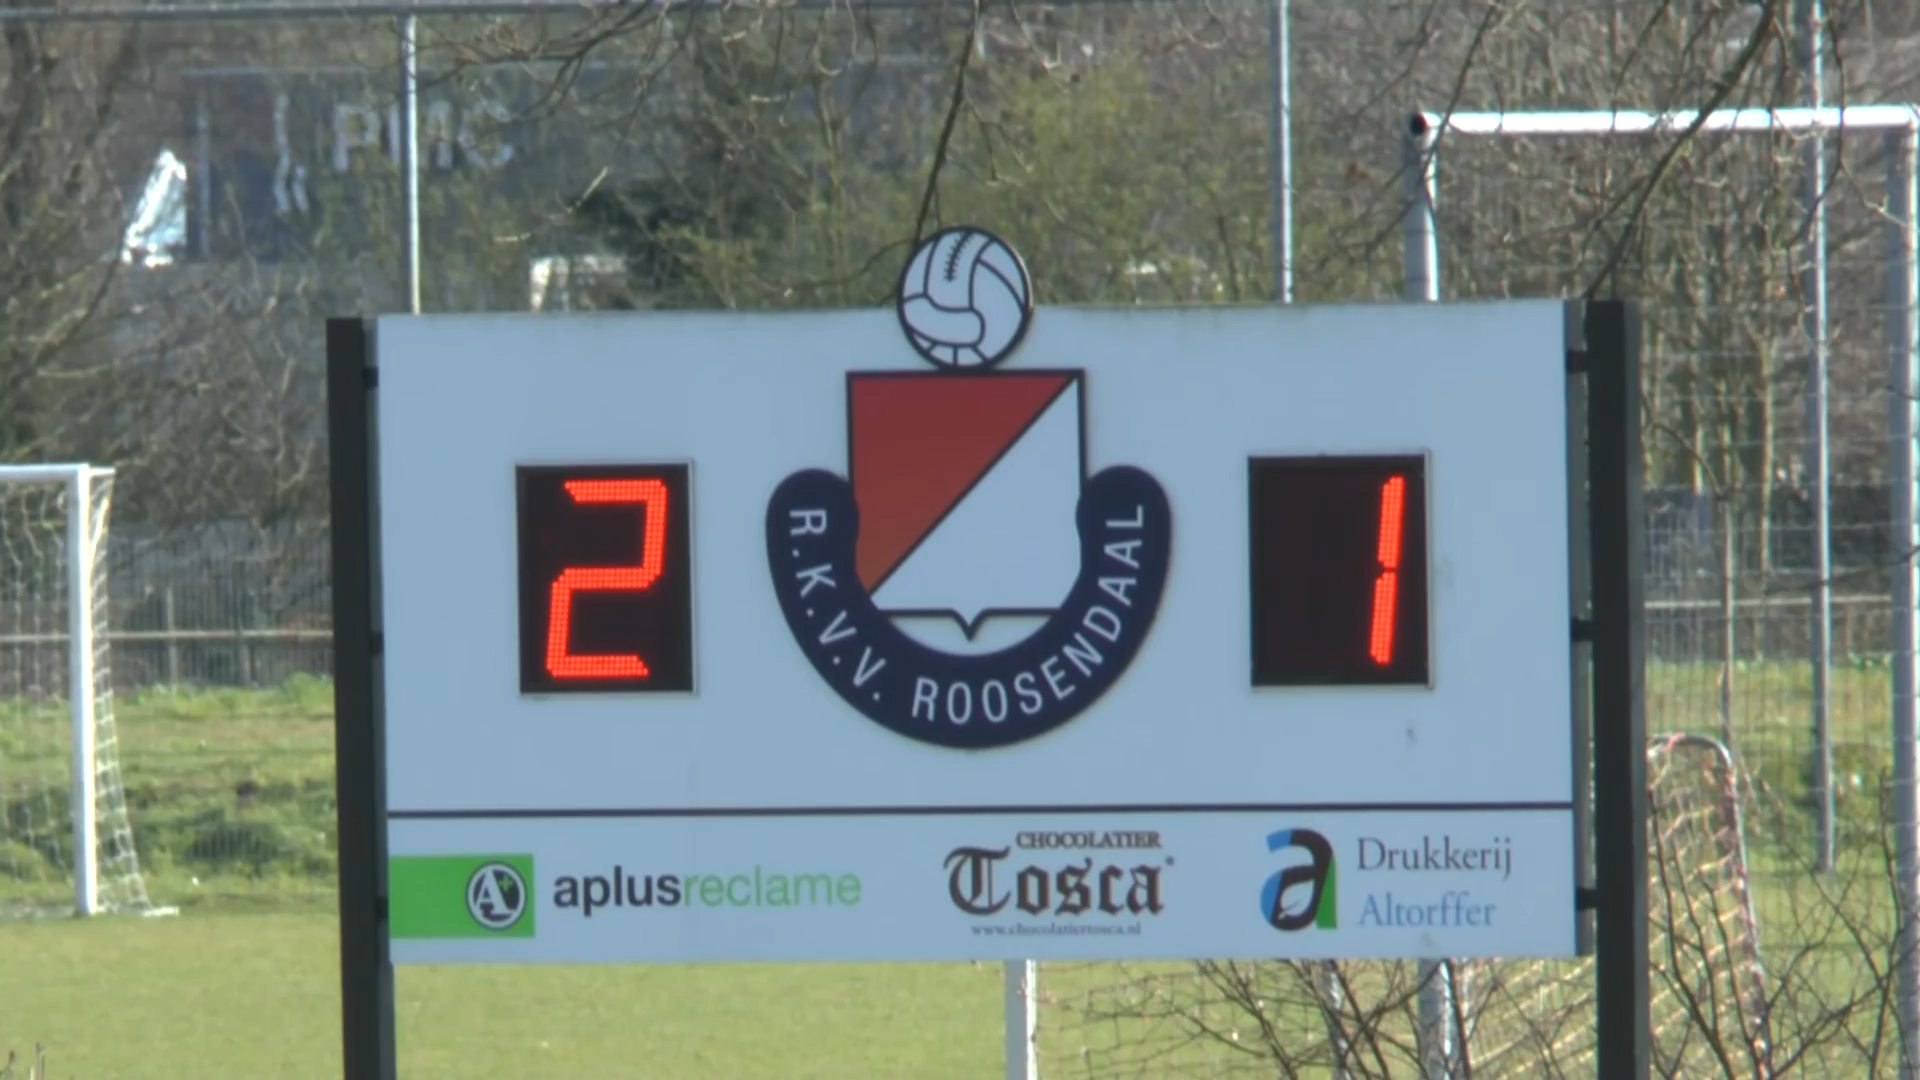 2
1
R.K.V.V. ROOSENDAAL
A+
aplusreclame
CHOCOLATIER
Tosca
www.chocolatiertosca.nl
a
Drukkerij
Altorffer